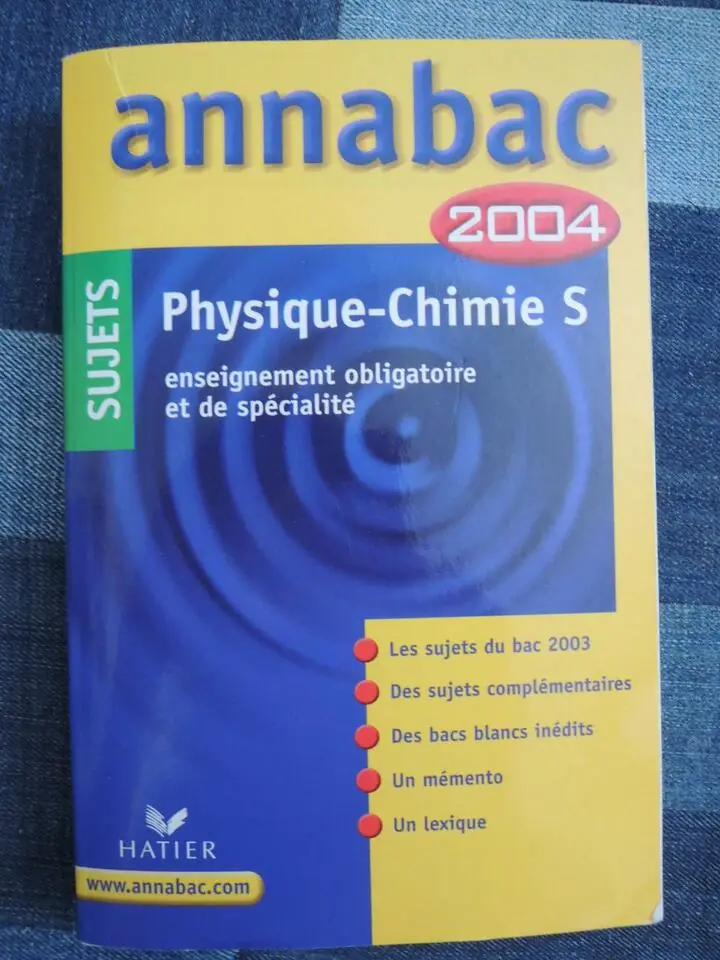 annabac
2004
SUJETS
Physique-Chimie S
enseignement obligatoire
et de spécialité
Les sujets du bac 2003
Des sujets complémentaires
Des bacs blancs inédits
Un mémento
Un lexique
HATIER
www.annabac.com